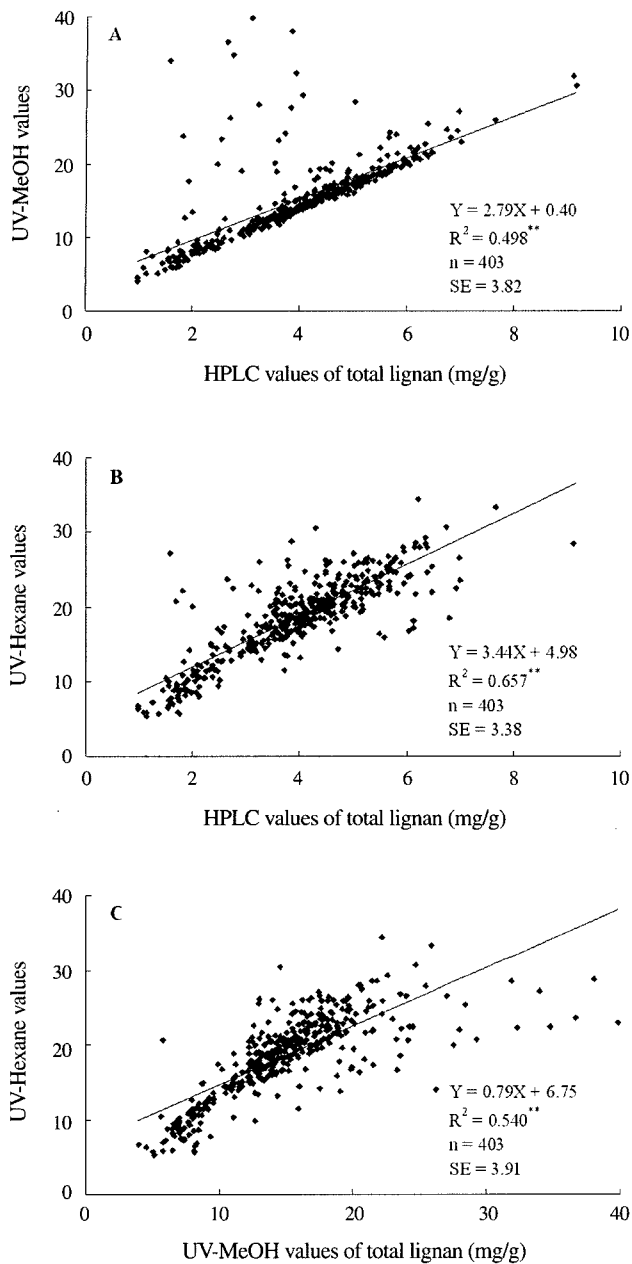 A
40
30
20
10
0
UV-MeOH values
Y = 2.79X + 0.40
R² = 0.498**
n = 403
SE = 3.82
0 2 4 6 8 10
HPLC values of total lignan (mg/g)
B
40
30
20
10
0
UV-Hexane values
Y = 3.44X + 4.98
R² = 0.657**
n = 403
SE = 3.38
0 2 4 6 8 10
HPLC values of total lignan (mg/g)
C
40
30
20
10
0
UV-Hexane values
Y = 0.79X + 6.75
R² = 0.540**
n = 403
SE = 3.91
0 10 20 30 40
UV-MeOH values of total lignan (mg/g)